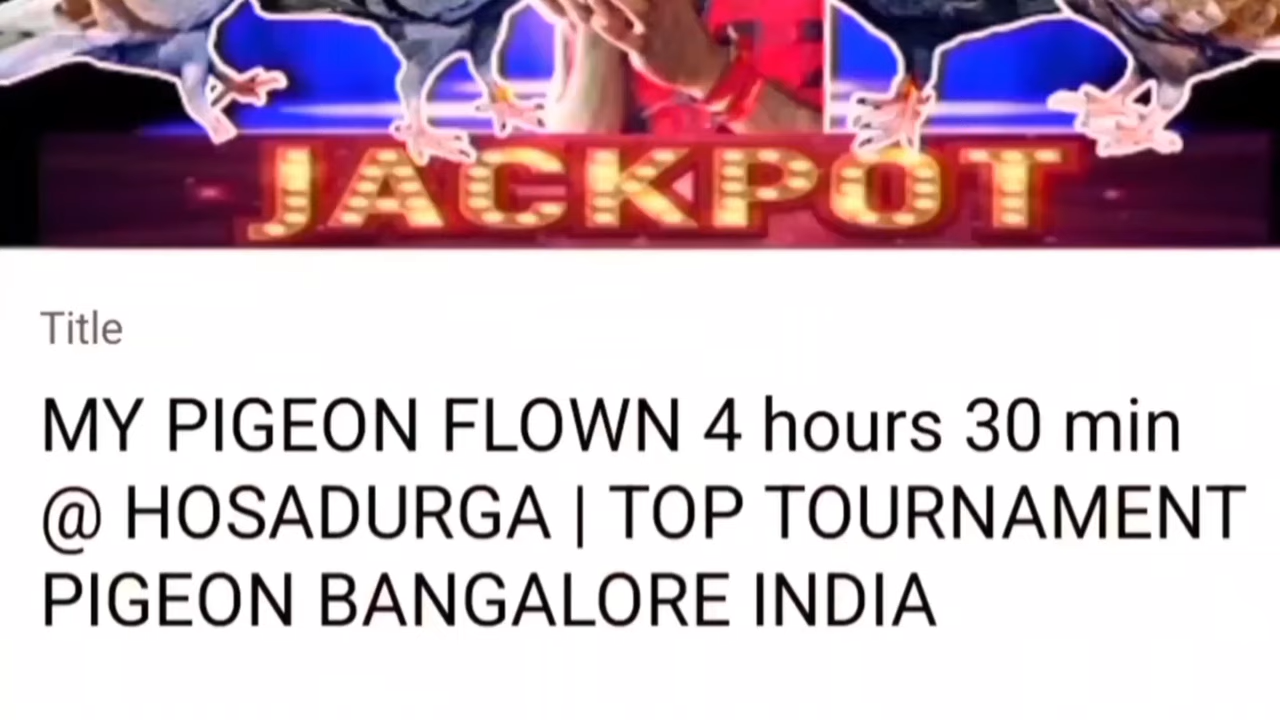 JACKPOT
Title
MY PIGEON FLOWN 4 hours 30 min
@ HOSADURGA | TOP TOURNAMENT
PIGEON BANGALORE INDIA